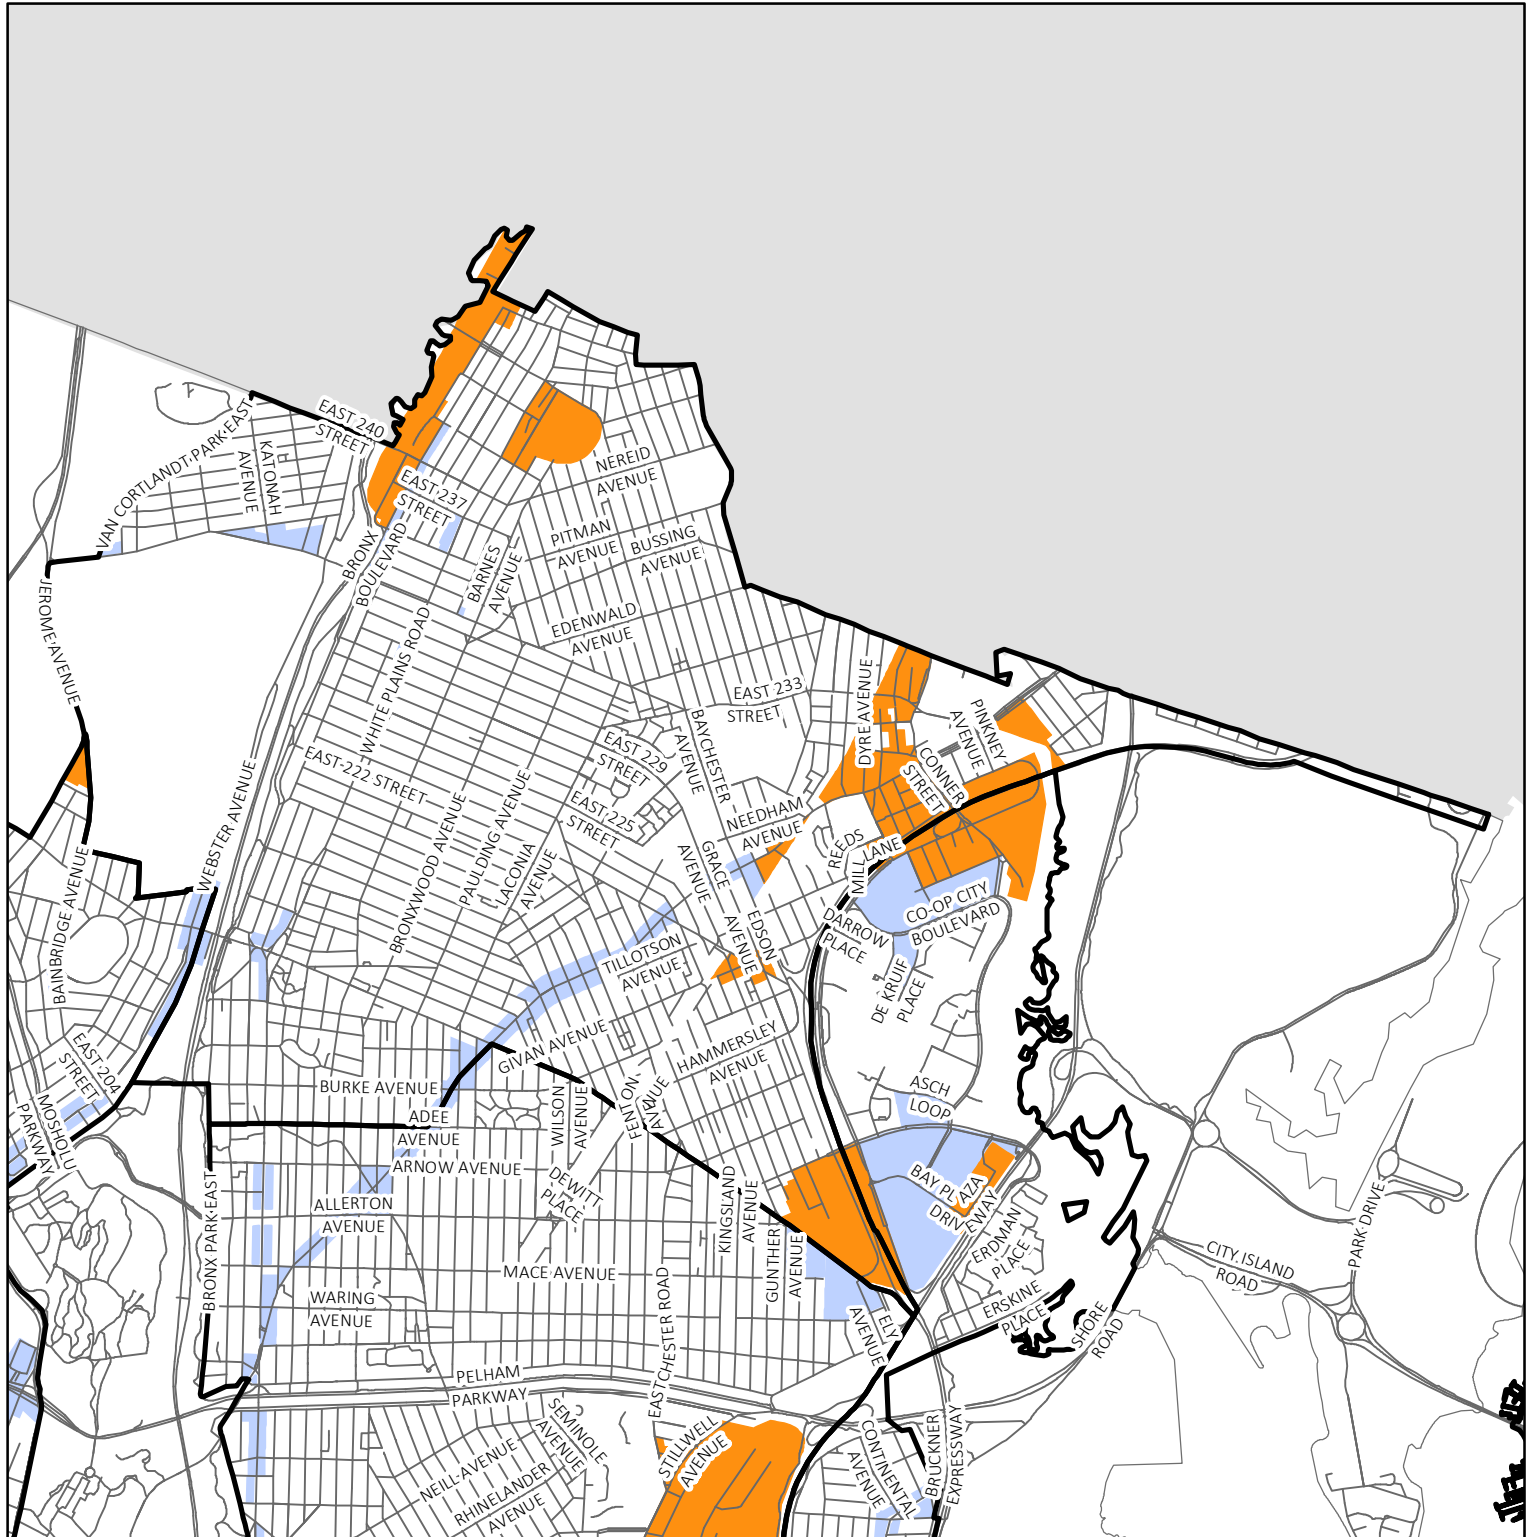 EAST 240
STREET
VAN CORTLANDT PARK EAST
KATONAH
AVENUE
EAST 237
STREET
NEREID
AVENUE
BRONX
BOULEVARD
PITMAN
AVENUE
BUSSING
AVENUE
BARNES
AVENUE
JEROME AVENUE
EDENWALD
AVENUE
WHITE PLAINS ROAD
EAST 233
STREET
DYRE AVENUE
PINKNEY
AVENUE
BAYCHESTER
AVENUE
EAST 229
STREET
EAST 222 STREET
CONNER
STREET
WEBSTER AVENUE
EAST 225
STREET
NEEDHAM
AVENUE
BRONXWOOD AVENUE
PAULDING AVENUE
LACONIA
AVENUE
GRACE
AVENUE
REEDS
MILL LANE
BAINBRIDGE AVENUE
EDSON
AVENUE
CO-OP CITY
BOULEVARD
DARROW
PLACE
TILLOTSON
AVENUE
DE KRUIF
PLACE
EAST 204
STREET
GIVAN AVENUE
HAMMERSLEY
AVENUE
BURKE AVENUE
ADEE
AVENUE
WILSON
AVENUE
FENTON
AVENUE
ASCH
LOOP
MOSHOLU
PARKWAY
ARNOW AVENUE
DEWITT
PLACE
KINGSLAND
AVENUE
BAY PLAZA
DRIVEWAY
ALLERTON
AVENUE
BRONX PARK EAST
GUNTHER
AVENUE
ERDMAN
PLACE
PARK DRIVE
CITY ISLAND
ROAD
MACE AVENUE
EASTCHESTER ROAD
WARING
AVENUE
ELY
AVENUE
ERSKINE
PLACE
SHORE
ROAD
PELHAM
PARKWAY
SEMINOLE
AVENUE
STILLWELL
AVENUE
CONTINENTAL
AVENUE
BRUCKNER
EXPRESSWAY
NEILL AVENUE
RHINELANDER
AVENUE